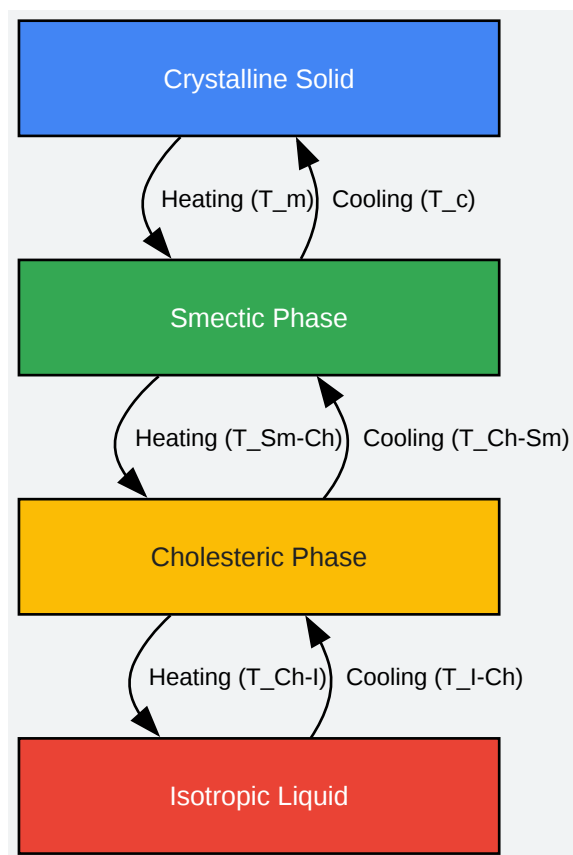 Crystalline Solid
Heating (T_m)
Cooling (T_c)
Smectic Phase
Heating (T_Sm-Ch)
Cooling (T_Ch-Sm)
Cholesteric Phase
Heating (T_Ch-I)
Cooling (T_I-Ch)
Isotropic Liquid